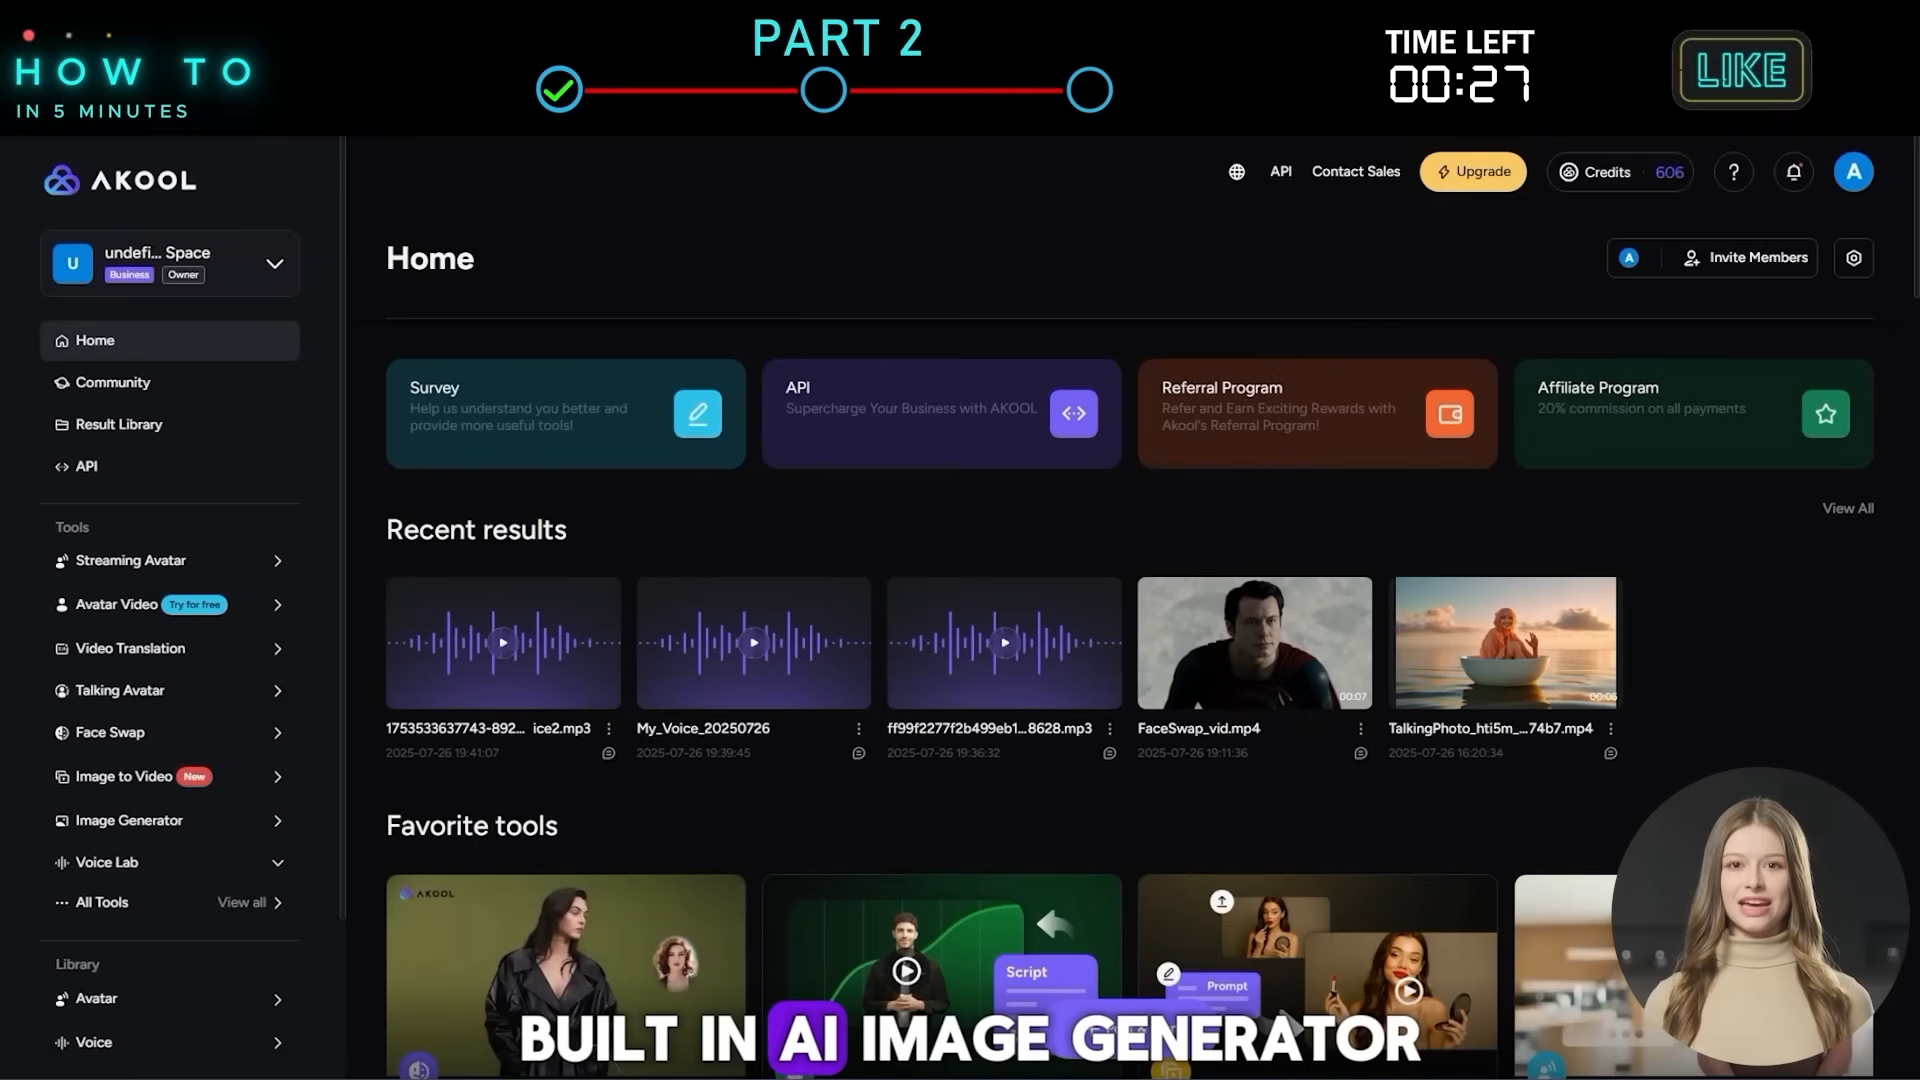 HOW TO
IN 5 MINUTES
PART 2
TIME LEFT
00:27
LIKE
AKOOL
API
Contact Sales
Upgrade
Credits
606
?
A
U
undefi... Space
Business
Owner
Home
A
Invite Members
Home
Community
Result Library
API
Survey
Help us understand you better and
provide more useful tools!
API
Supercharge Your Business with AKOOL
Referral Program
Refer and Earn Exciting Rewards with
Akool's Referral Program!
Affiliate Program
20% commission on all payments
Tools
Streaming Avatar
Avatar Video
Try for free
Video Translation
Talking Avatar
Face Swap
Image to Video
New
Image Generator
Voice Lab
All Tools
View all
Library
Avatar
Voice
Recent results
View All
00:07
1753533637743-892... ice2.mp3
2025-07-26 19:41:07
My_Voice_20250726
2025-07-26 19:39:45
ff99f2277f2b499eb1...8628.mp3
2025-07-26 19:36:32
FaceSwap_vid.mp4
2025-07-26 19:11:36
TalkingPhoto_hti5m_...74b7.mp4
2025-07-26 16:20:34
Favorite tools
AKOOL
Script
Prompt
BUILT IN AI IMAGE GENERATOR